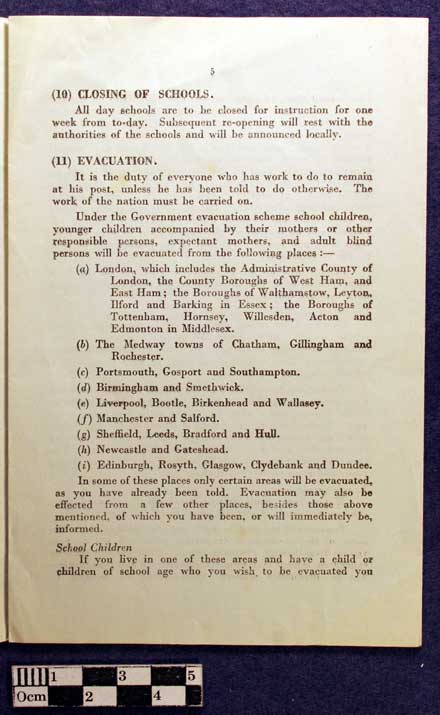 5
(10) CLOSING OF SCHOOLS.
All day schools are to be closed for instruction for one
week from to-day. Subsequent re-opening will rest with the
authorities of the schools and will be announced locally.
(11) EVACUATION.
It is the duty of everyone who has work to do to remain
at his post, unless he has been told to do otherwise. The
work of the nation must be carried on.
Under the Government evacuation scheme school children,
younger children accompanied by their mothers or other
responsible persons, expectant mothers, and adult blind
persons will be evacuated from the following places :—
(a) London, which includes the Administrative County of
London, the County Boroughs of West Ham, and
East Ham; the Boroughs of Walthamstow, Leyton,
Ilford and Barking in Essex; the Boroughs of
Tottenham, Hornsey, Willesden, Acton and
Edmonton in Middlesex.
(b) The Medway towns of Chatham, Gillingham and
Rochester.
(c) Portsmouth, Gosport and Southampton.
(d) Birmingham and Smethwick.
(e) Liverpool, Bootle, Birkenhead and Wallasey.
(f) Manchester and Salford.
(g) Sheffield, Leeds, Bradford and Hull.
(h) Newcastle and Gateshead.
(i) Edinburgh, Rosyth, Glasgow, Clydebank and Dundee.
In some of these places only certain areas will be evacuated,
as you have already been told. Evacuation may also be
effected from a few other places, besides those above
mentioned, of which you have been, or will immediately be,
informed.
School Children
If you live in one of these areas and have a child or
children of school age who you wish to be evacuated you
1 3 5
0cm 2 4